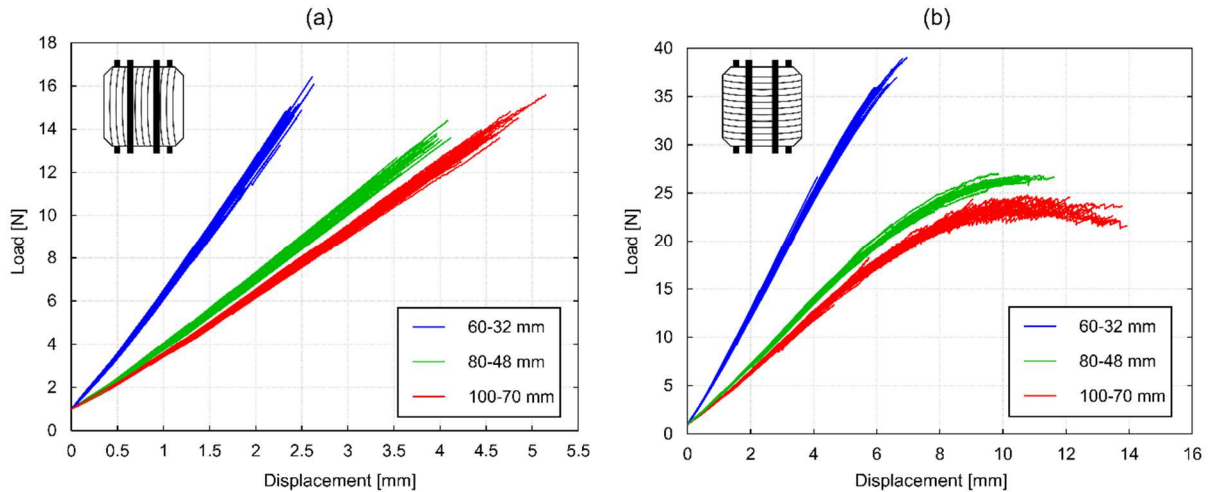 (a)
18
16
14
12
10
8
6
4
2
0
Load [N]
0 0.5 1 1.5 2 2.5 3 3.5 4 4.5 5 5.5
Displacement [mm]
60-32 mm
80-48 mm
100-70 mm
(b)
40
35
30
25
20
15
10
5
0
Load [N]
0 2 4 6 8 10 12 14 16
Displacement [mm]
60-32 mm
80-48 mm
100-70 mm